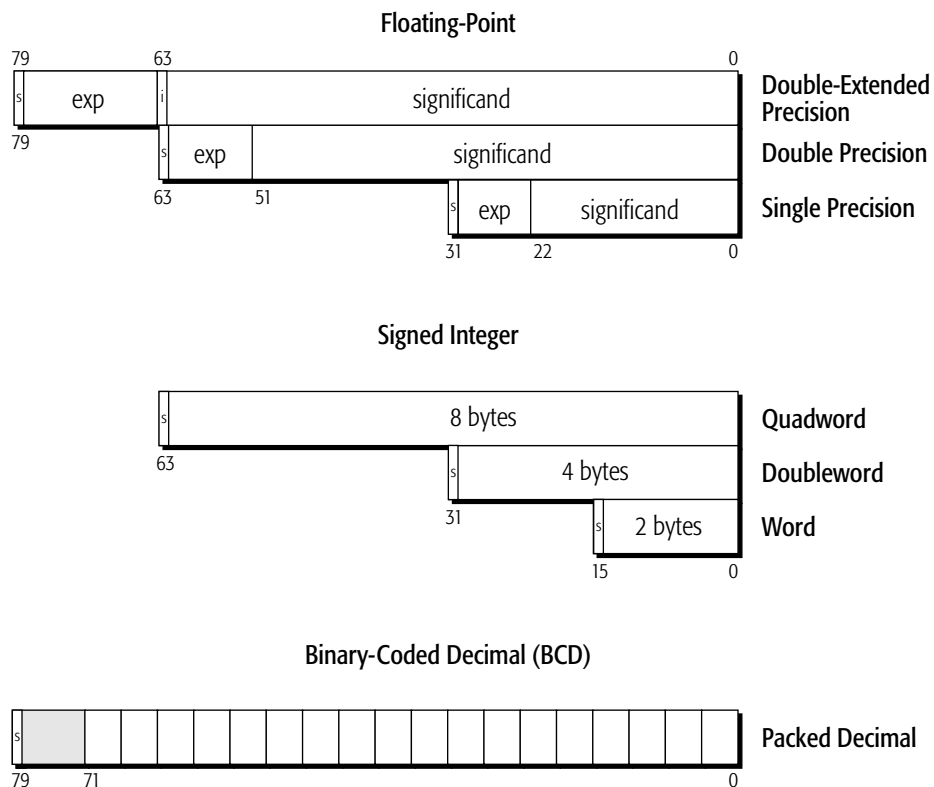 Floating-Point
79 63 0
s exp i significand Double-Extended
Precision
79
s exp significand Double Precision
63 51
s exp significand Single Precision
31 22 0
Signed Integer
s 8 bytes Quadword
63
s 4 bytes Doubleword
31
s 2 bytes Word
15 0
Binary-Coded Decimal (BCD)
s Packed Decimal
79 71 0